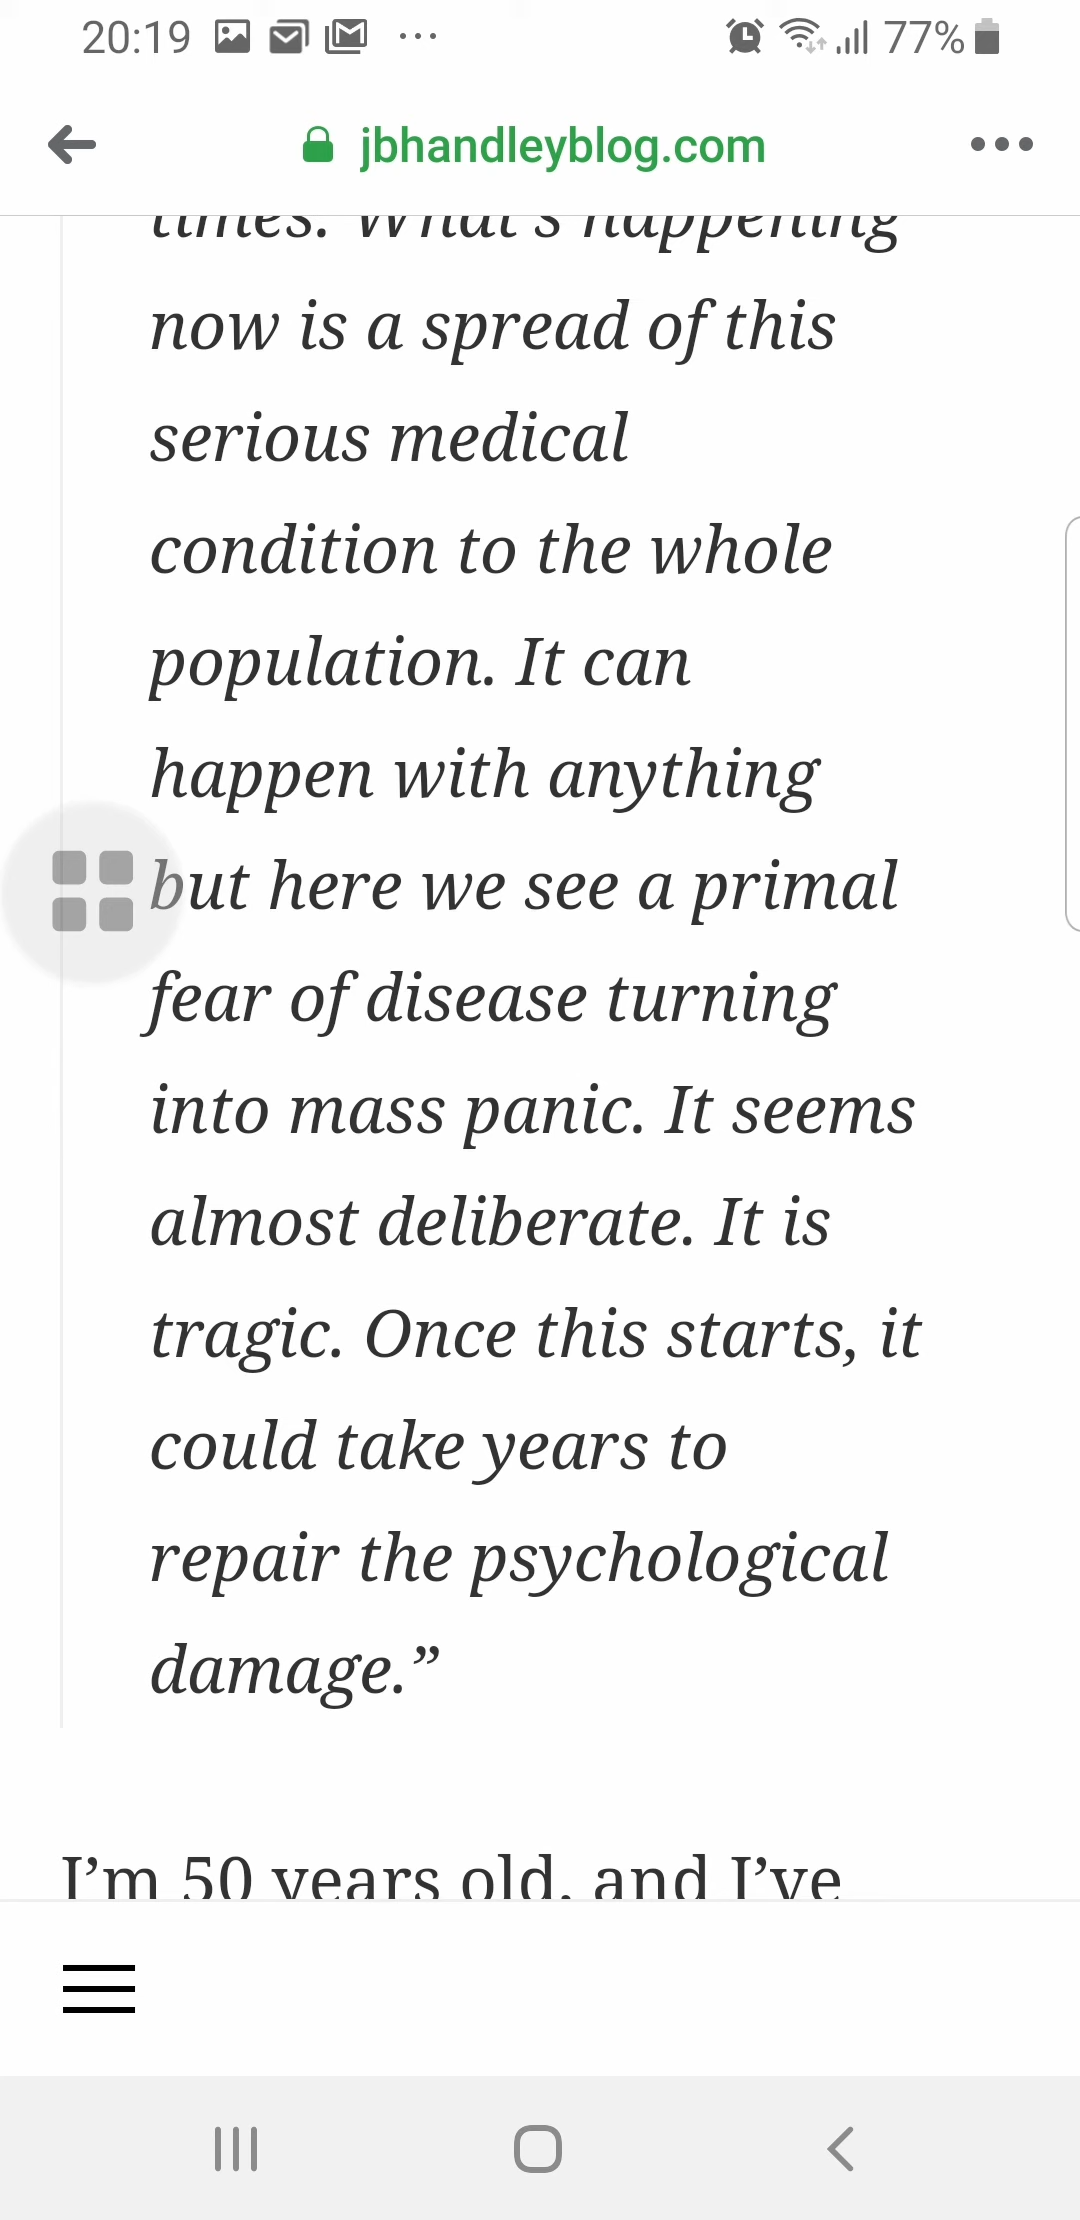 20:19 77%
jbhandleyblog.com
times. What's happening
now is a spread of this
serious medical
condition to the whole
population. It can
happen with anything
but here we see a primal
fear of disease turning
into mass panic. It seems
almost deliberate. It is
tragic. Once this starts, it
could take years to
repair the psychological
damage.”
I’m 50 years old, and I’ve